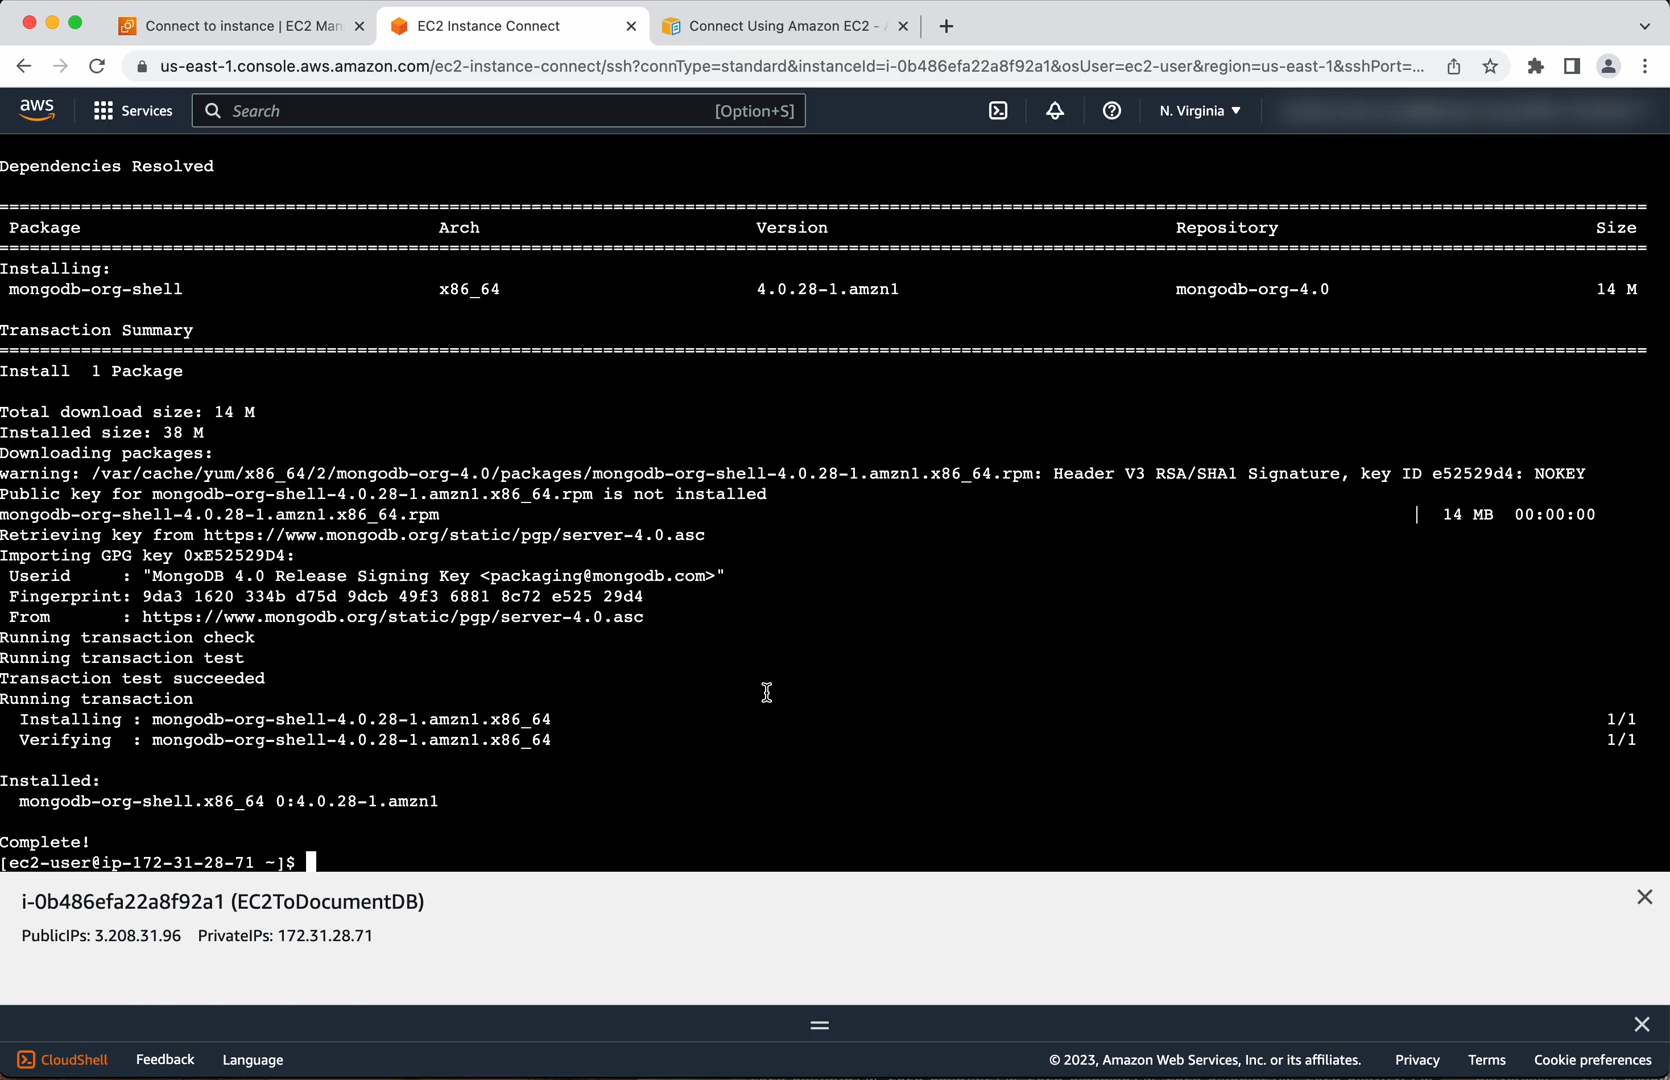 Connect to instance | EC2 Man
EC2 Instance Connect
Connect Using Amazon EC2 - A
us-east-1.console.aws.amazon.com/ec2-instance-connect/ssh?connType=standard&instanceId=i-0b486efa22a8f92a1&osUser=ec2-user&region=us-east-1&sshPort=...
aws
Services
Search
[Option+S]
N. Virginia
Dependencies Resolved
================================================================================
Package Arch Version Repository Size
================================================================================
Installing:
mongodb-org-shell x86_64 4.0.28-1.amzn1 mongodb-org-4.0 14 M
Transaction Summary
================================================================================
Install 1 Package
Total download size: 14 M
Installed size: 38 M
Downloading packages:
warning: /var/cache/yum/x86_64/2/mongodb-org-4.0/packages/mongodb-org-shell-4.0.28-1.amzn1.x86_64.rpm: Header V3 RSA/SHA1 Signature, key ID e52529d4: NOKEY
Public key for mongodb-org-shell-4.0.28-1.amzn1.x86_64.rpm is not installed
mongodb-org-shell-4.0.28-1.amzn1.x86_64.rpm | 14 MB 00:00:00
Retrieving key from https://www.mongodb.org/static/pgp/server-4.0.asc
Importing GPG key 0xE52529D4:
Userid : "MongoDB 4.0 Release Signing Key <packaging@mongodb.com>"
Fingerprint: 9da3 1620 334b d75d 9dcb 49f3 6881 8c72 e525 29d4
From : https://www.mongodb.org/static/pgp/server-4.0.asc
Running transaction check
Running transaction test
Transaction test succeeded
Running transaction
Installing : mongodb-org-shell-4.0.28-1.amzn1.x86_64 1/1
Verifying : mongodb-org-shell-4.0.28-1.amzn1.x86_64 1/1
Installed:
mongodb-org-shell.x86_64 0:4.0.28-1.amzn1
Complete!
[ec2-user@ip-172-31-28-71 ~]$
i-0b486efa22a8f92a1 (EC2ToDocumentDB)
PublicIPs: 3.208.31.96 PrivateIPs: 172.31.28.71
CloudShell Feedback Language © 2023, Amazon Web Services, Inc. or its affiliates. Privacy Terms Cookie preferences